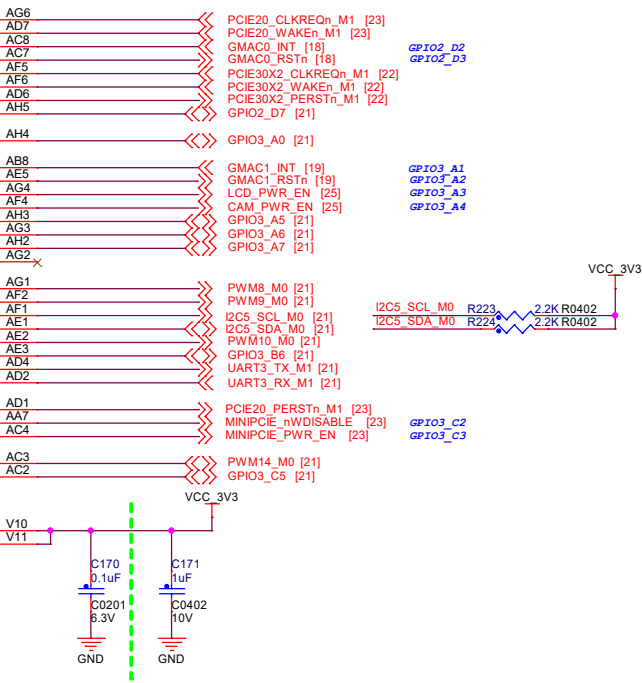 AG6 PCIE20_CLKREQn_M1 [23]
AD7 PCIE20_WAKEn_M1 [23]
AC8 GMAC0_INT [18] GPIO2_D2
AC7 GMAC0_RSTn [18] GPIO2_D3
AF5 PCIE30X2_CLKREQn_M1 [22]
AF6 PCIE30X2_WAKEn_M1 [22]
AD6 PCIE30X2_PERSTn_M1 [22]
AH5 GPIO2_D7 [21]
AH4 GPIO3_A0 [21]
AB8 GMAC1_INT [19] GPIO3_A1
AE5 GMAC1_RSTn [19] GPIO3_A2
AG4 LCD_PWR_EN [25] GPIO3_A3
AF4 CAM_PWR_EN [25] GPIO3_A4
AH3 GPIO3_A5 [21]
AG3 GPIO3_A6 [21]
AH2 GPIO3_A7 [21]
AG2
VCC_3V3
AG1 PWM8_M0 [21]
AF2 PWM9_M0 [21]
AF1 I2C5_SCL_M0 [21] I2C5_SCL_M0 R223 2.2K R0402
AE1 I2C5_SDA_M0 [21] I2C5_SDA_M0 R224 2.2K R0402
AE2 PWM10_M0 [21]
AE3 GPIO3_B6 [21]
AD4 UART3_TX_M1 [21]
AD2 UART3_RX_M1 [21]
AD1 PCIE20_PERSTn_M1 [23]
AA7 MINIPCIE_nWDISABLE [23] GPIO3_C2
AC4 MINIPCIE_PWR_EN [23] GPIO3_C3
AC3 PWM14_M0 [21]
AC2 GPIO3_C5 [21]
VCC_3V3
V10
V11
C170 C171
0.1uF 1uF
C0201 C0402
6.3V 10V
GND GND